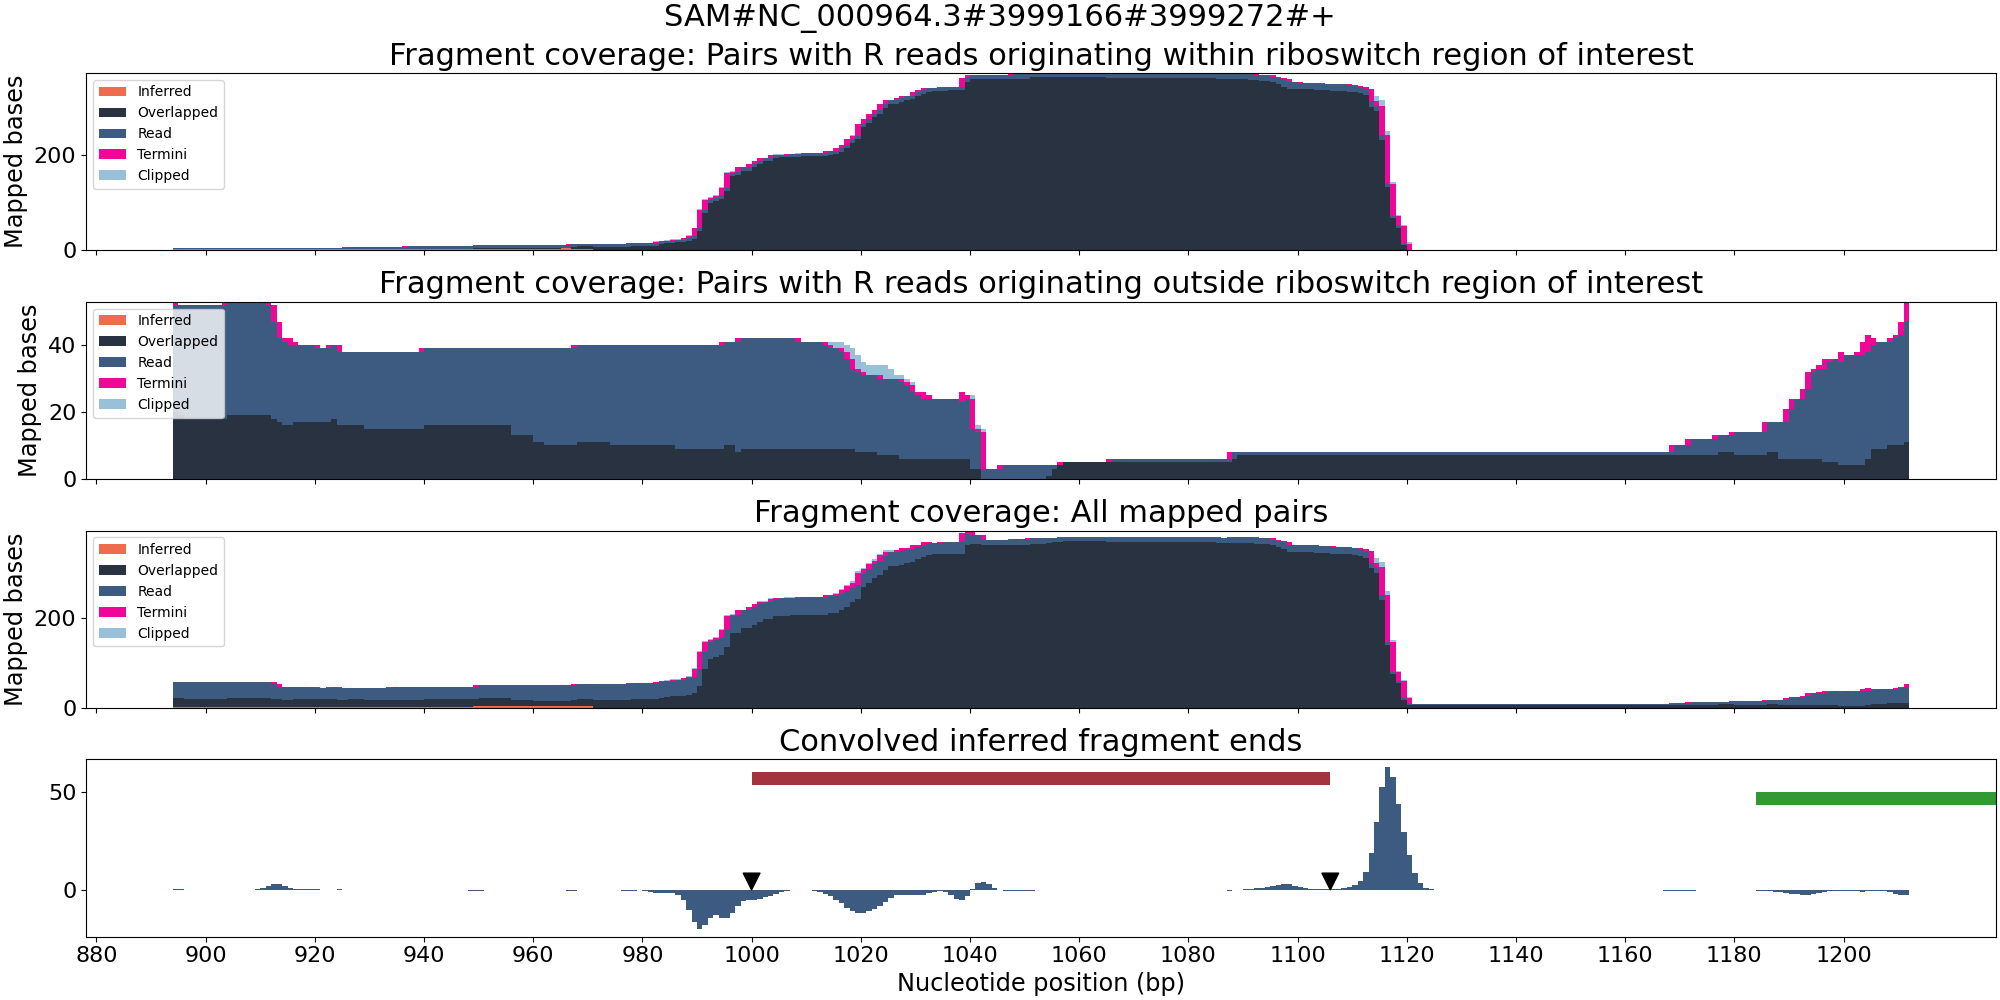 SAM#NC_000964.3#3999166#3999272#+
Fragment coverage: Pairs with R reads originating within riboswitch region of interest
Mapped bases
200
0
Inferred
Overlapped
Read
Termini
Clipped
Fragment coverage: Pairs with R reads originating outside riboswitch region of interest
Mapped bases
40
20
0
Inferred
Overlapped
Read
Termini
Clipped
Fragment coverage: All mapped pairs
Mapped bases
200
0
Inferred
Overlapped
Read
Termini
Clipped
Convolved inferred fragment ends
50
0
880 900 920 940 960 980 1000 1020 1040 1060 1080 1100 1120 1140 1160 1180 1200
Nucleotide position (bp)